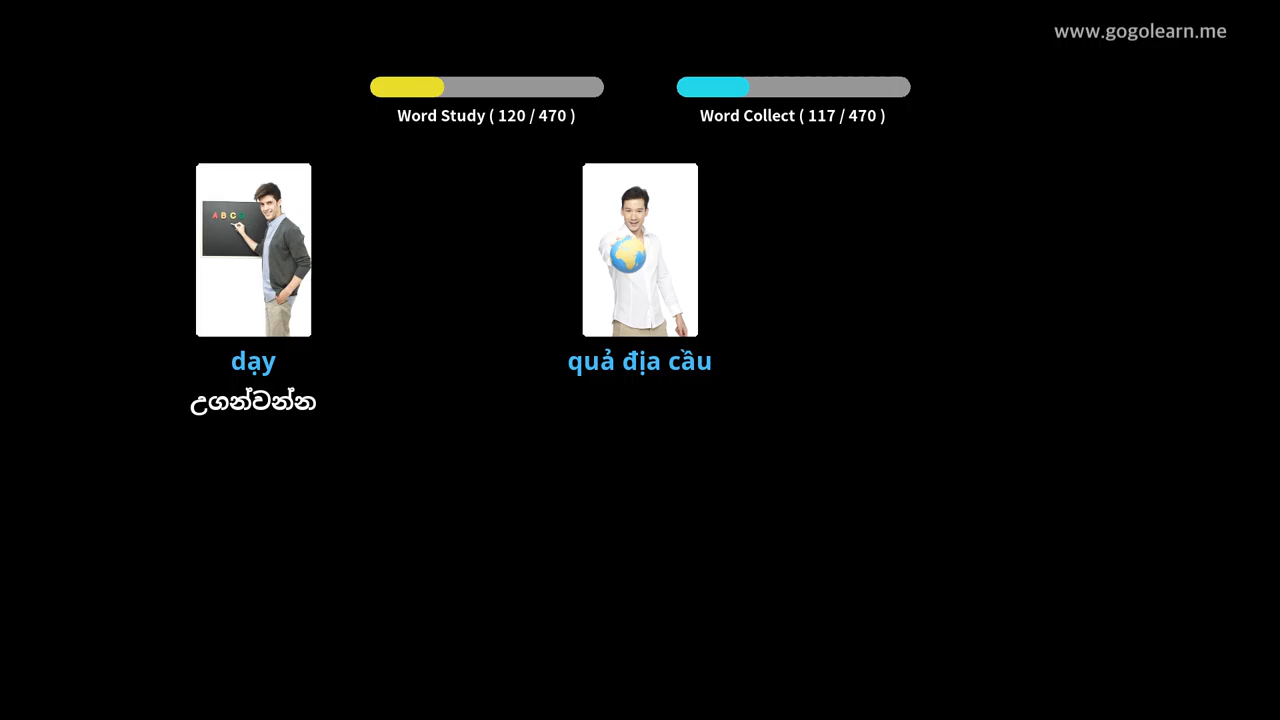 www.gogolearn.me
Word Study ( 120 / 470 )
Word Collect ( 117 / 470 )
A B C
dạy
quả địa cầu
උගන්වන්න